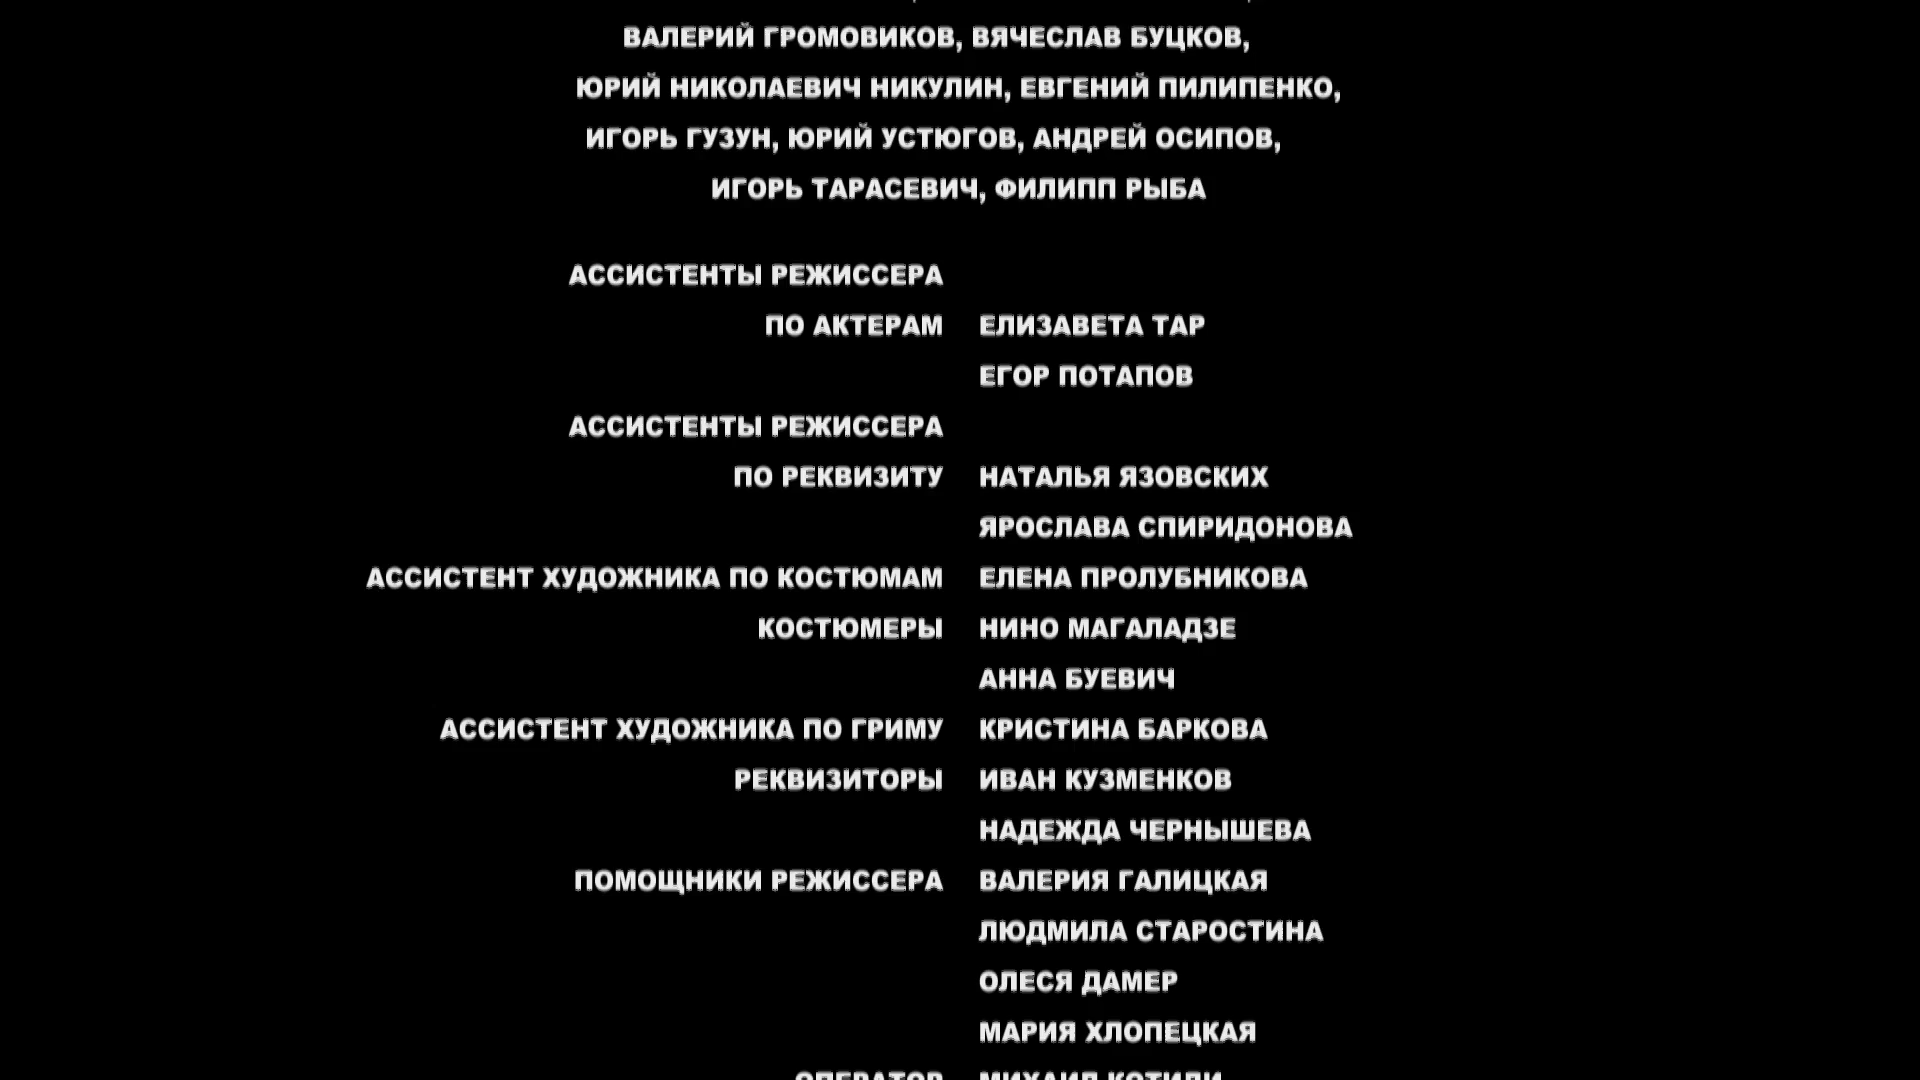 ВАЛЕРИЙ ГРОМОВИКОВ, ВЯЧЕСЛАВ БУЦКОВ,
ЮРИЙ НИКОЛАЕВИЧ НИКУЛИН, ЕВГЕНИЙ ПИЛИПЕНКО,
ИГОРЬ ГУЗУН, ЮРИЙ УСТЮГОВ, АНДРЕЙ ОСИПОВ,
ИГОРЬ ТАРАСЕВИЧ, ФИЛИПП РЫБА
АССИСТЕНТЫ РЕЖИССЕРА
ПО АКТЕРАМ ЕЛИЗАВЕТА ТАР
ЕГОР ПОТАПОВ
АССИСТЕНТЫ РЕЖИССЕРА
ПО РЕКВИЗИТУ НАТАЛЬЯ ЯЗОВСКИХ
ЯРОСЛАВА СПИРИДОНОВА
АССИСТЕНТ ХУДОЖНИКА ПО КОСТЮМАМ ЕЛЕНА ПРОЛУБНИКОВА
КОСТЮМЕРЫ НИНО МАГАЛАДЗЕ
АННА БУЕВИЧ
АССИСТЕНТ ХУДОЖНИКА ПО ГРИМУ КРИСТИНА БАРКОВА
РЕКВИЗИТОРЫ ИВАН КУЗМЕНКОВ
НАДЕЖДА ЧЕРНЫШЕВА
ПОМОЩНИКИ РЕЖИССЕРА ВАЛЕРИЯ ГАЛИЦКАЯ
ЛЮДМИЛА СТАРОСТИНА
ОЛЕСЯ ДАМЕР
МАРИЯ ХЛОПЕЦКАЯ
ОПЕРАТОР МИХАИЛ